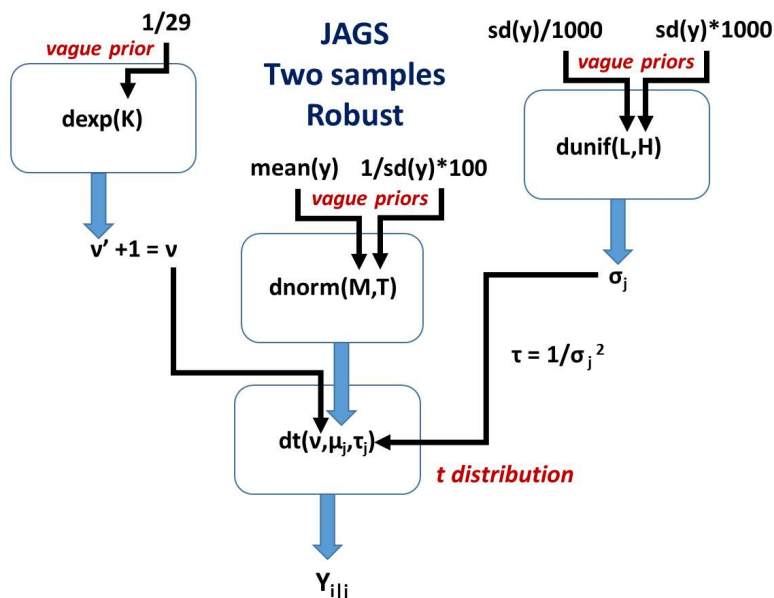 JAGS
Two samples
Robust
1/29
vague prior
dexp(K)
ν’ +1 = ν
mean(y) 1/sd(y)*100
vague priors
dnorm(M,T)
sd(y)/1000 sd(y)*1000
vague priors
dunif(L,H)
σj
τ = 1/σj²
dt(ν,μj,τj)
t distribution
Yi|j